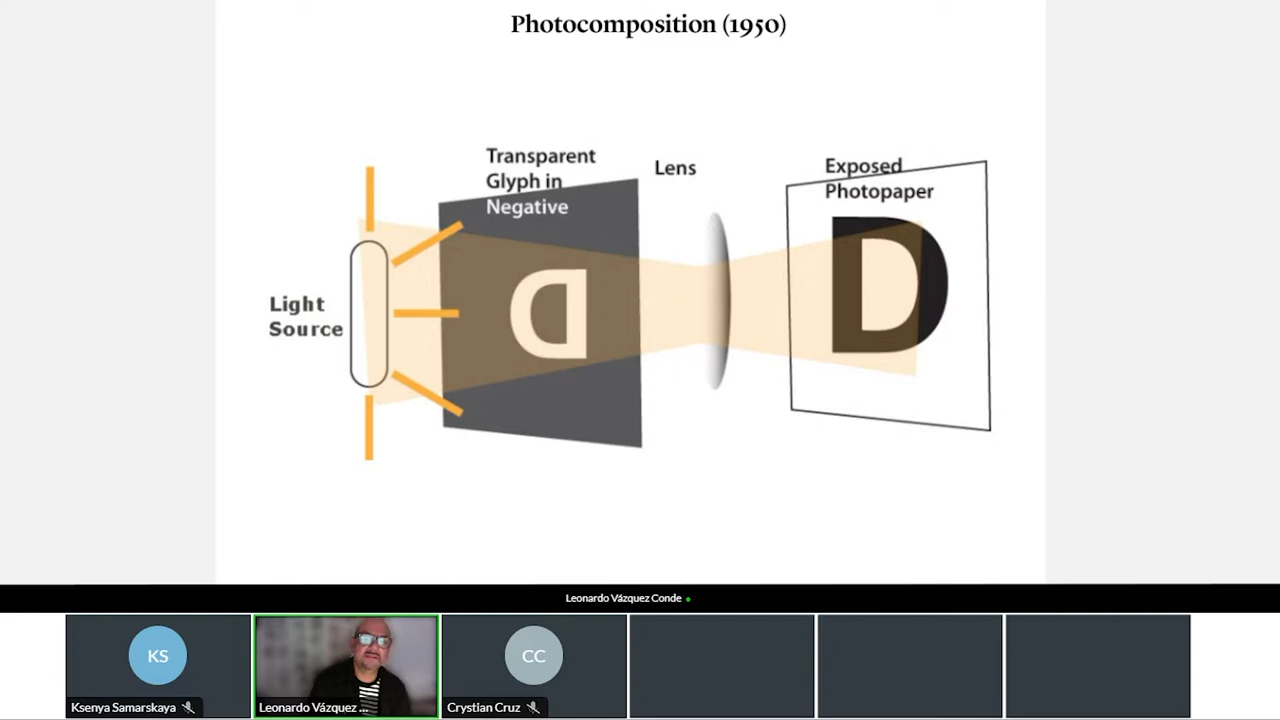 Photocomposition (1950)
Transparent
Glyph in
Negative
Lens
Exposed
Photopaper
Light
Source
D
D
Leonardo Vázquez Conde
KS
CC
Ksenya Samarskaya
Leonardo Vázquez ...
Crystian Cruz